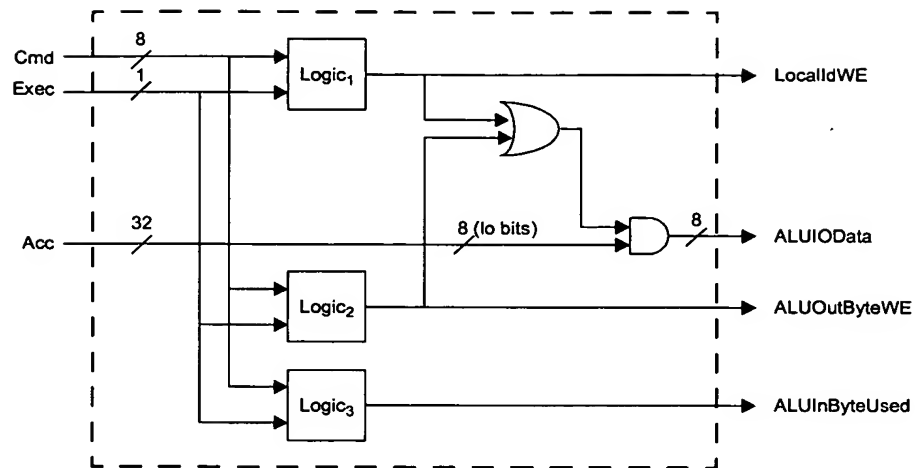 Cmd
8
Exec
1
Logic₁
LocalIdWE
Acc
32
8 (lo bits)
8
ALUIOData
Logic₂
ALUOutByteWE
Logic₃
ALUInByteUsed